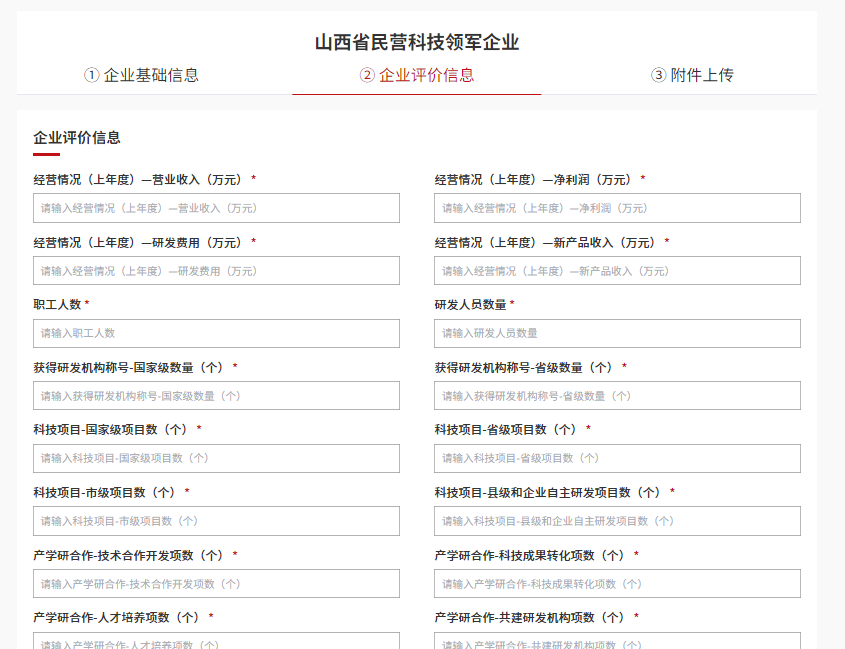 山西省民营科技领军企业
① 企业基础信息 ② 企业评价信息 ③ 附件上传
企业评价信息
经营情况（上年度）—营业收入（万元） * 经营情况（上年度）—净利润（万元） *
请输入经营情况（上年度）—营业收入（万元） 请输入经营情况（上年度）—净利润（万元）
经营情况（上年度）—研发费用（万元） * 经营情况（上年度）—新产品收入（万元） *
请输入经营情况（上年度）—研发费用（万元） 请输入经营情况（上年度）—新产品收入（万元）
职工人数 * 研发人员数量 *
请输入职工人数 请输入研发人员数量
获得研发机构称号-国家级数量（个） * 获得研发机构称号-省级数量（个） *
请输入获得研发机构称号-国家级数量（个） 请输入获得研发机构称号-省级数量（个）
科技项目-国家级项目数（个） * 科技项目-省级项目数（个） *
请输入科技项目-国家级项目数（个） 请输入科技项目-省级项目数（个）
科技项目-市级项目数（个） * 科技项目-县级和企业自主研发项目数（个） *
请输入科技项目-市级项目数（个） 请输入科技项目-县级和企业自主研发项目数（个）
产学研合作-技术合作开发项数（个） * 产学研合作-科技成果转化项数（个） *
请输入产学研合作-技术合作开发项数（个） 请输入产学研合作-科技成果转化项数（个）
产学研合作-人才培养项数（个） * 产学研合作-共建研发机构项数（个） *
请输入产学研合作-人才培养项数（个） 请输入产学研合作-共建研发机构项数（个）